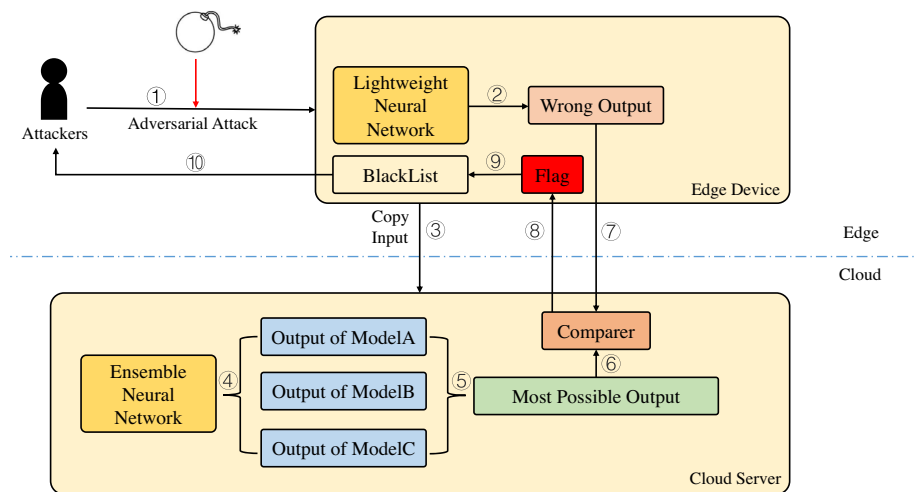 ①
Adversarial Attack
Attackers
⑩
Lightweight
Neural
Network
②
Wrong Output
BlackList
⑨
Flag
Edge Device
Copy
Input
③
⑧
⑦
Edge
Cloud
Ensemble
Neural
Network
④
Output of ModelA
Output of ModelB
Output of ModelC
⑤
Comparer
⑥
Most Possible Output
Cloud Server